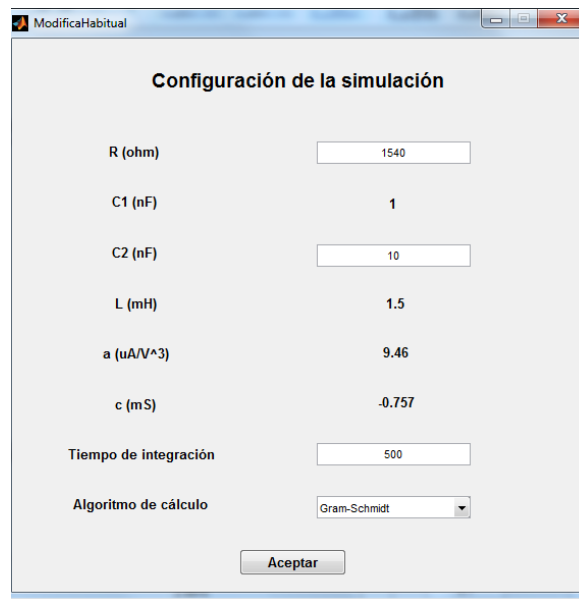 ModificaHabitual
Configuración de la simulación
R (ohm) 1540
C1 (nF) 1
C2 (nF) 10
L (mH) 1.5
a (uA/V^3) 9.46
c (mS) -0.757
Tiempo de integración 500
Algoritmo de cálculo Gram-Schmidt
Aceptar